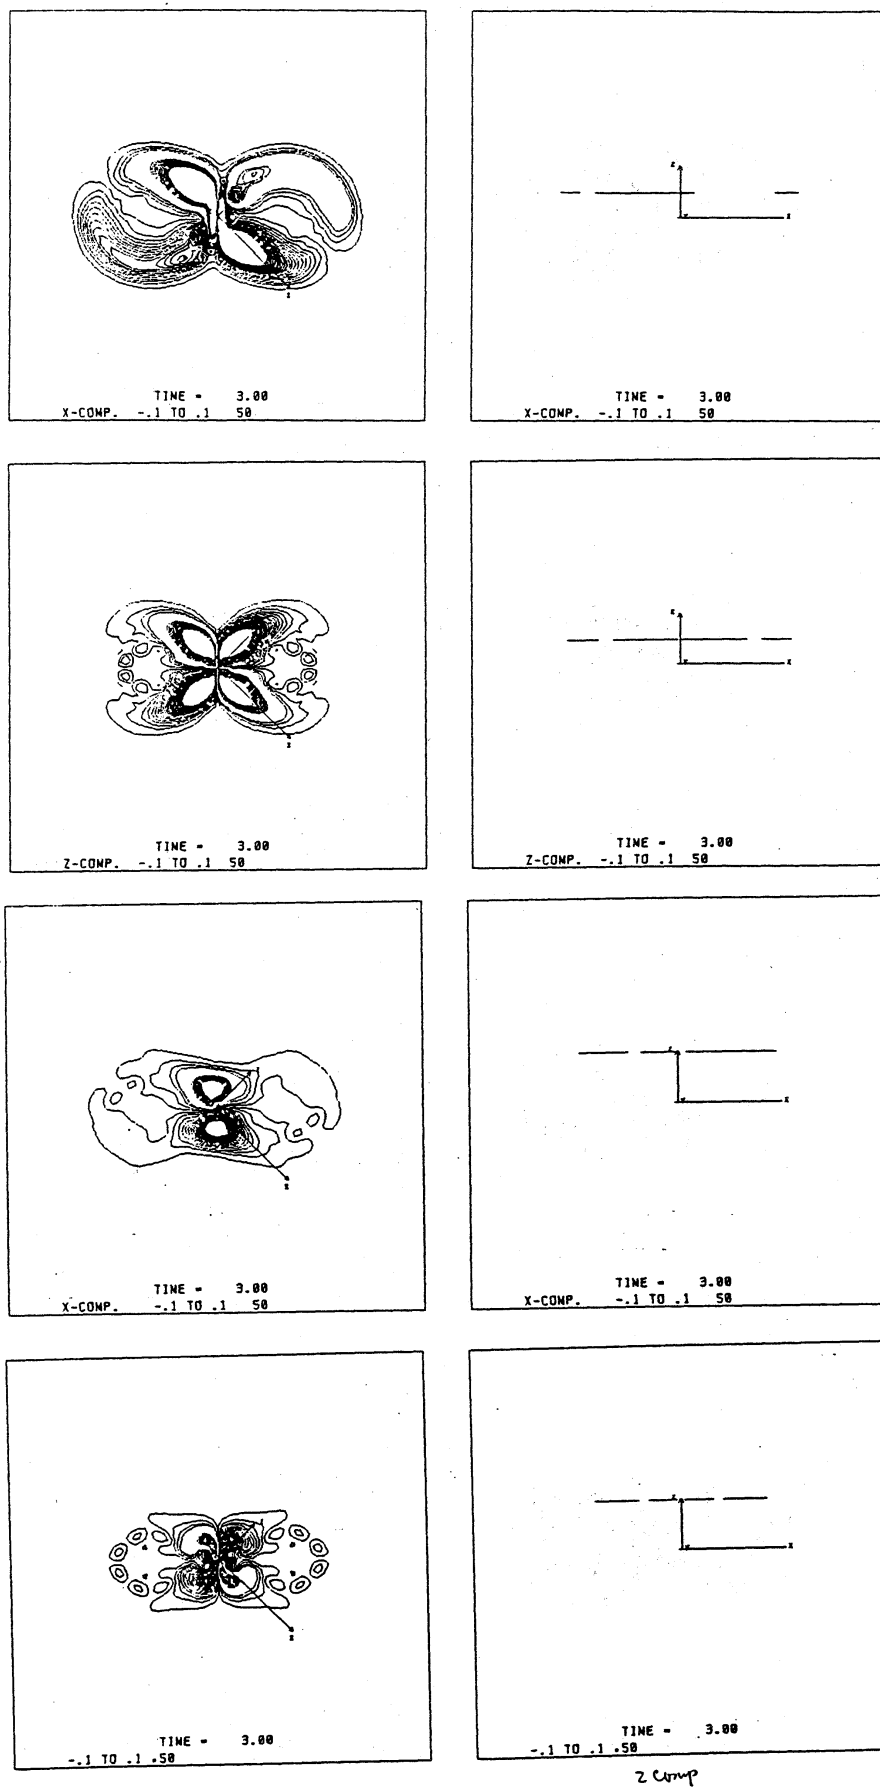 z
x
x
TIME = 3.00
X-COMP. -.1 TO .1 50
TIME = 3.00
X-COMP. -.1 TO .1 50
z
x
x
TIME = 3.00
Z-COMP. -.1 TO .1 50
TIME = 3.00
Z-COMP. -.1 TO .1 50
z
x
x
TIME = 3.00
X-COMP. -.1 TO .1 50
TIME = 3.00
X-COMP. -.1 TO .1 50
z
x
x
TIME = 3.00
-.1 TO .1 .50
TIME = 3.00
-.1 TO .1 .50
Z Comp